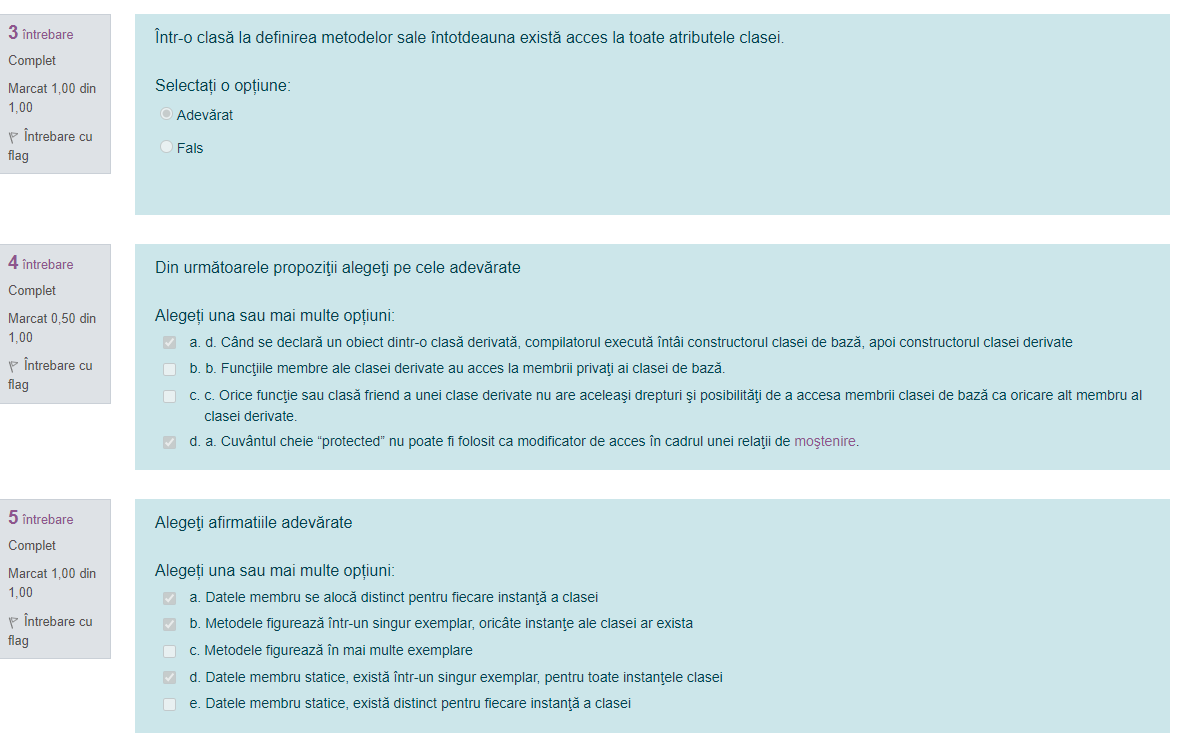 3 întrebare
Complet
Marcat 1,00 din
1,00
Întrebare cu
flag
Într-o clasă la definirea metodelor sale întotdeauna există acces la toate atributele clasei.
Selectați o opțiune:
Adevărat
Fals
4 întrebare
Complet
Marcat 0,50 din
1,00
Întrebare cu
flag
Din următoarele propoziţii alegeţi pe cele adevărate
Alegeți una sau mai multe opțiuni:
a. d. Când se declară un obiect dintr-o clasă derivată, compilatorul execută întâi constructorul clasei de bază, apoi constructorul clasei derivate
b. b. Funcţiile membre ale clasei derivate au acces la membrii privaţi ai clasei de bază.
c. c. Orice funcţie sau clasă friend a unei clase derivate nu are aceleaşi drepturi şi posibilităţi de a accesa membrii clasei de bază ca oricare alt membru al
clasei derivate.
d. a. Cuvântul cheie “protected” nu poate fi folosit ca modificator de acces în cadrul unei relaţii de moştenire.
5 întrebare
Complet
Marcat 1,00 din
1,00
Întrebare cu
flag
Alegeţi afirmatiile adevărate
Alegeți una sau mai multe opțiuni:
a. Datele membru se alocă distinct pentru fiecare instanţă a clasei
b. Metodele figurează într-un singur exemplar, oricâte instanţe ale clasei ar exista
c. Metodele figurează în mai multe exemplare
d. Datele membru statice, există într-un singur exemplar, pentru toate instanţele clasei
e. Datele membru statice, există distinct pentru fiecare instanţă a clasei